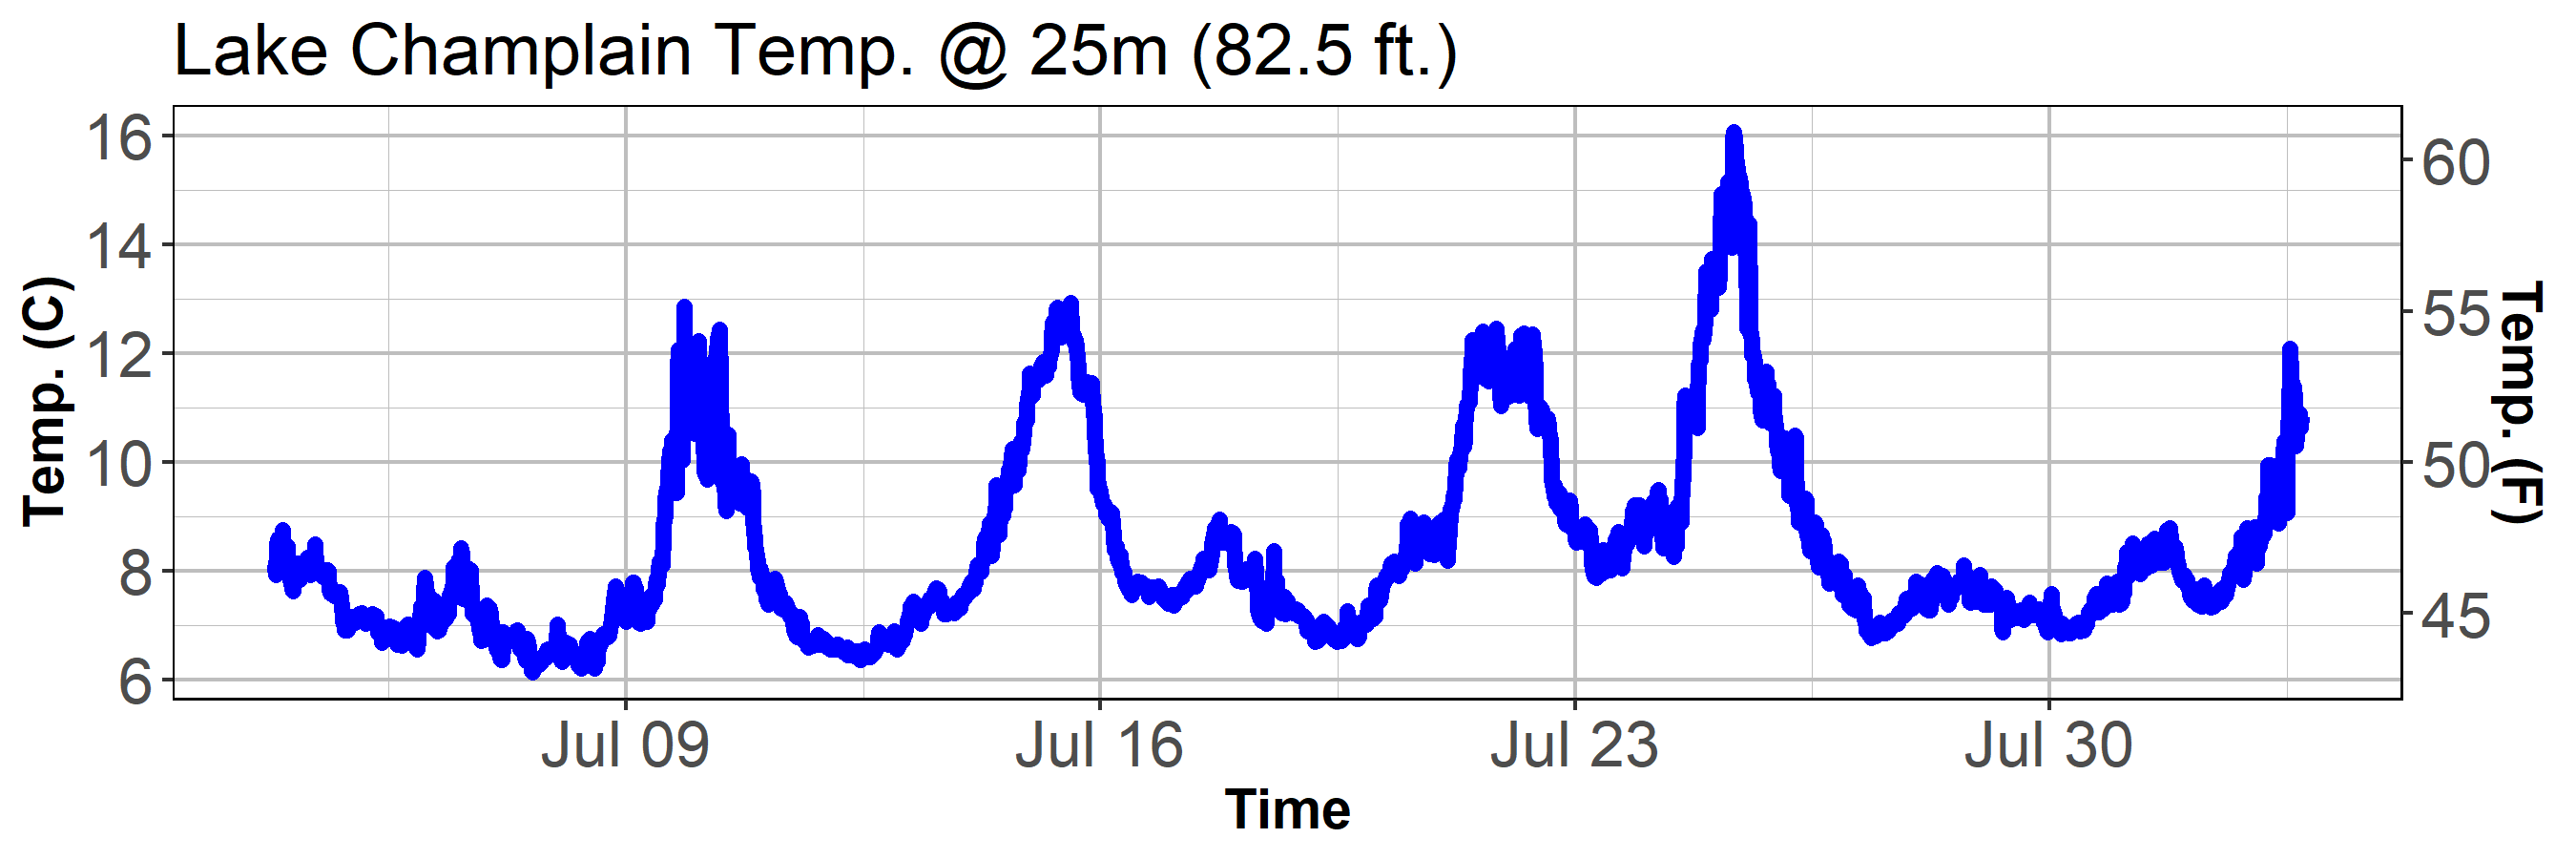 Lake Champlain Temp. @ 25m (82.5 ft.)
Temp. (C)
16
14
12
10
8
6
60
55
50
45
Temp. (F)
Jul 09 Jul 16 Jul 23 Jul 30
Time